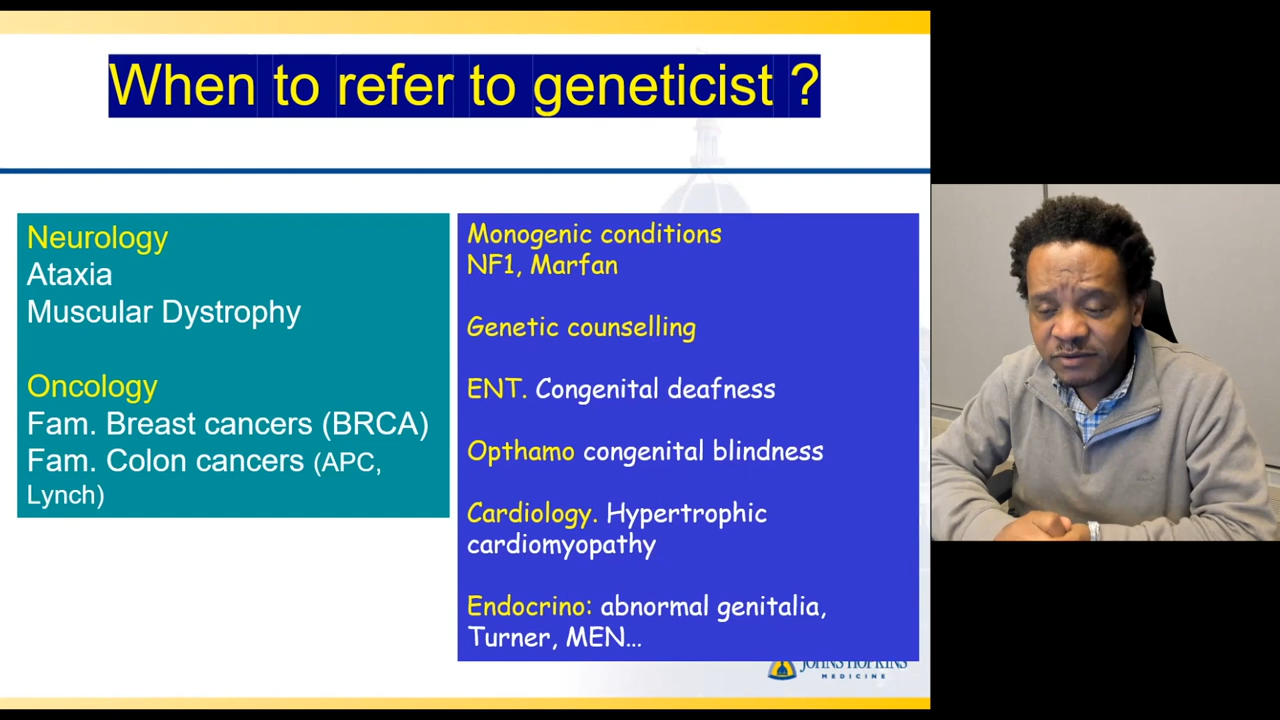 When to refer to geneticist ?
Neurology
Ataxia
Muscular Dystrophy
Oncology
Fam. Breast cancers (BRCA)
Fam. Colon cancers (APC,
Lynch)
Monogenic conditions
NF1, Marfan
Genetic counselling
ENT. Congenital deafness
Opthamo congenital blindness
Cardiology. Hypertrophic
cardiomyopathy
Endocrino: abnormal genitalia,
Turner, MEN...
JOHNS HOPKINS
MEDICINE